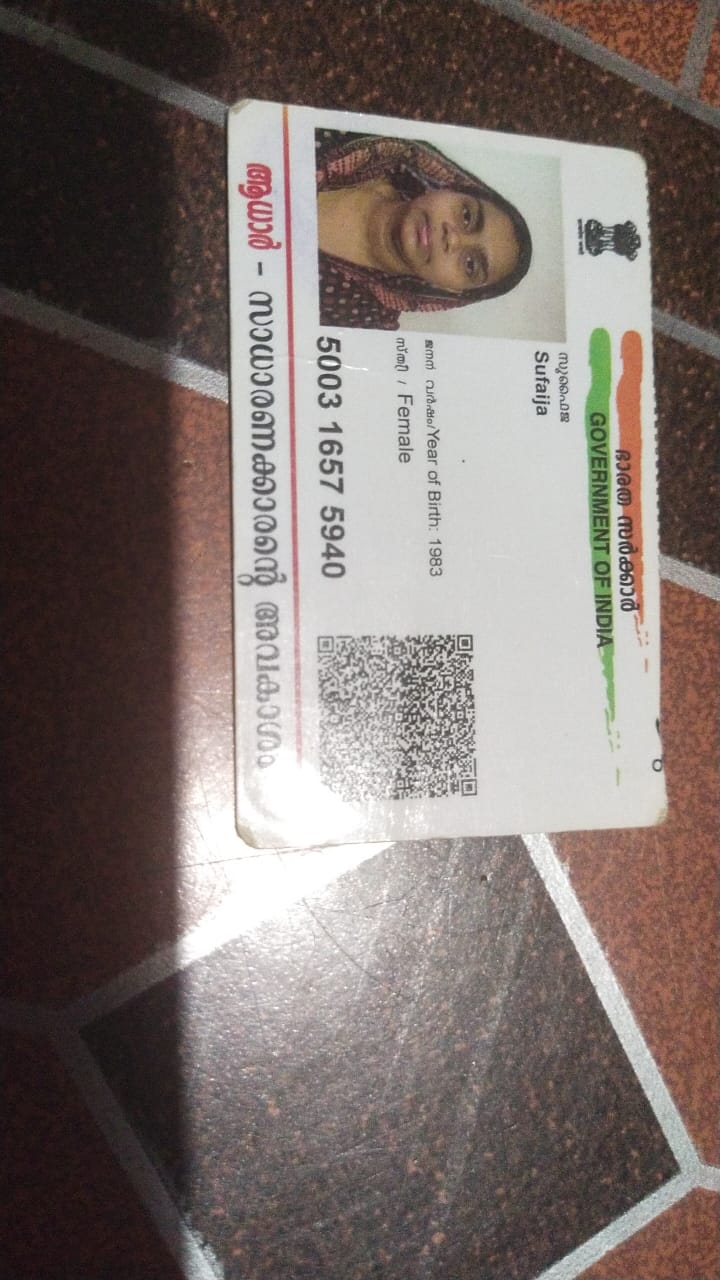 ഭാരത സർക്കാർ
GOVERNMENT OF INDIA
സുഫൈജ
Sufaija
ജനന വർഷം/Year of Birth: 1983
സ്ത്രീ / Female
5003 1657 5940
ആധാർ - സാധാരണക്കാരന്റെ അവകാശം